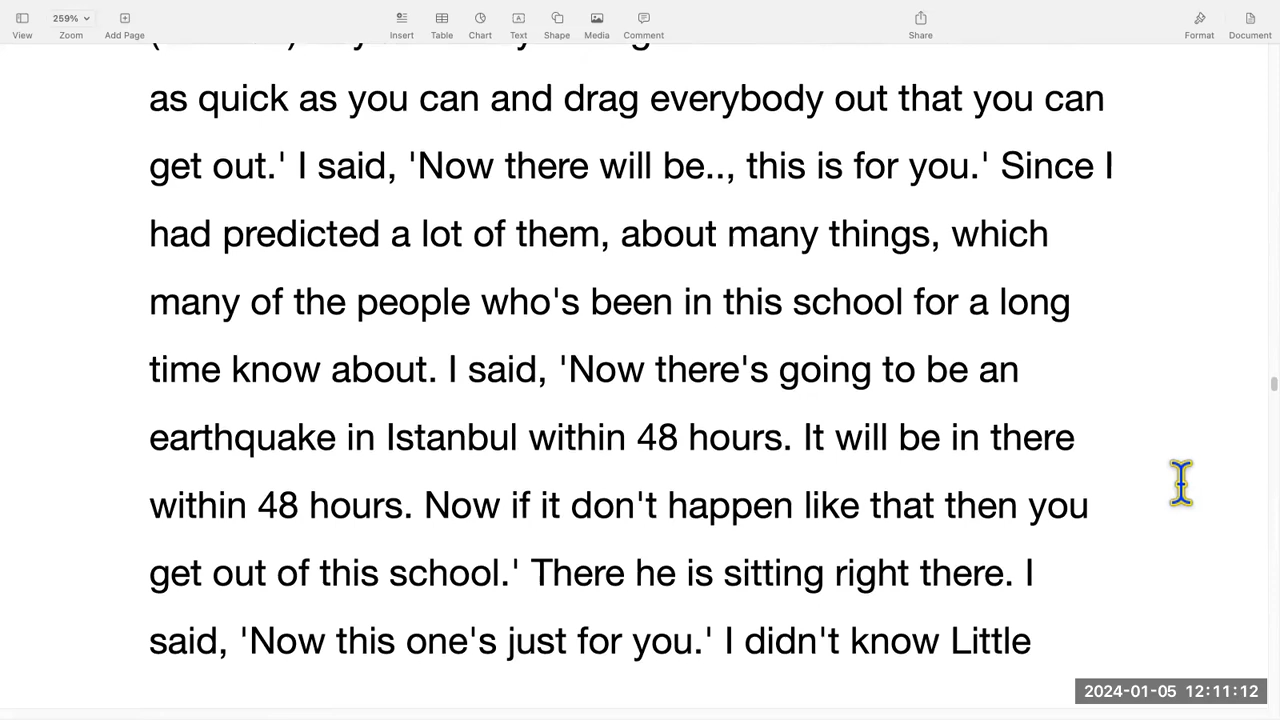 259%
View
Zoom
Add Page
Insert
Table
Chart
Text
Shape
Media
Comment
Share
Format
Document
as quick as you can and drag everybody out that you can
get out.' I said, 'Now there will be.., this is for you.' Since I
had predicted a lot of them, about many things, which
many of the people who's been in this school for a long
time know about. I said, 'Now there's going to be an
earthquake in Istanbul within 48 hours. It will be in there
within 48 hours. Now if it don't happen like that then you
get out of this school.' There he is sitting right there. I
said, 'Now this one's just for you.' I didn't know Little
2024-01-05 12:11:12